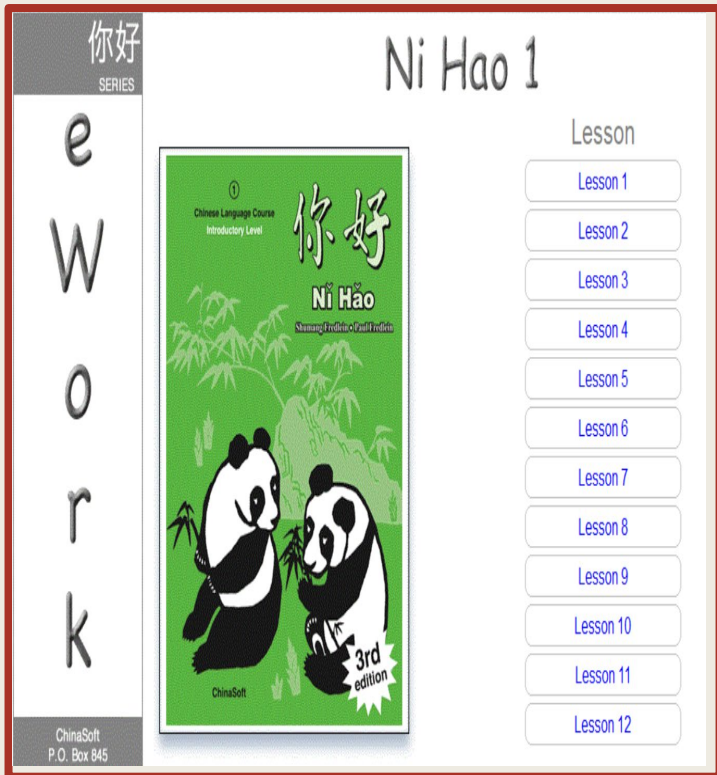 你好
SERIES
e
W
o
r
k
ChinaSoft
P.O. Box 845
Ni Hao 1
①
Chinese Language Course
Introductory Level
你好
Nǐ Hǎo
Shumang Fredlein • Paul Fredlein
3rd
edition
ChinaSoft
Lesson
Lesson 1
Lesson 2
Lesson 3
Lesson 4
Lesson 5
Lesson 6
Lesson 7
Lesson 8
Lesson 9
Lesson 10
Lesson 11
Lesson 12